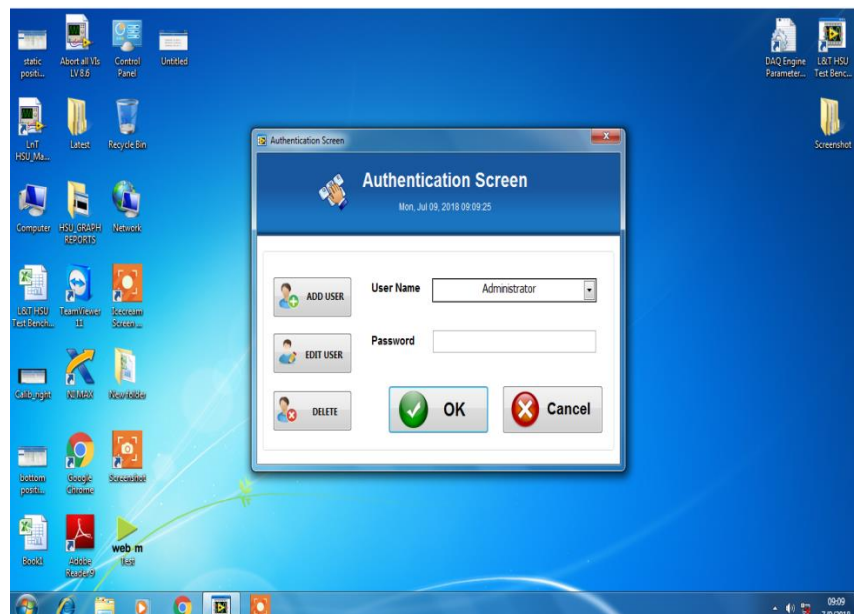 static
positi...
Abort all VIs
LV 8.6
Control
Panel
Untitled
DAQ Engine
Parameter...
L&T HSU
Test Benc...
LnT
HSU_Ma...
Latest
Recycle Bin
Screenshot
Authentication Screen
Authentication Screen
Mon, Jul 09, 2018 09:09:25
Computer
HSU_GRAPH
REPORTS
Network
ADD USER
User Name
Administrator
L&T HSU
Test Bench...
TeamViewer
11
Icecream
Screen ...
Password
EDIT USER
Calib_right
NI MAX
New folder
DELETE
OK
Cancel
bottom
positi...
Google
Chrome
Screenshot
Book1
Adobe
Reader 9
web m
Test
09:09